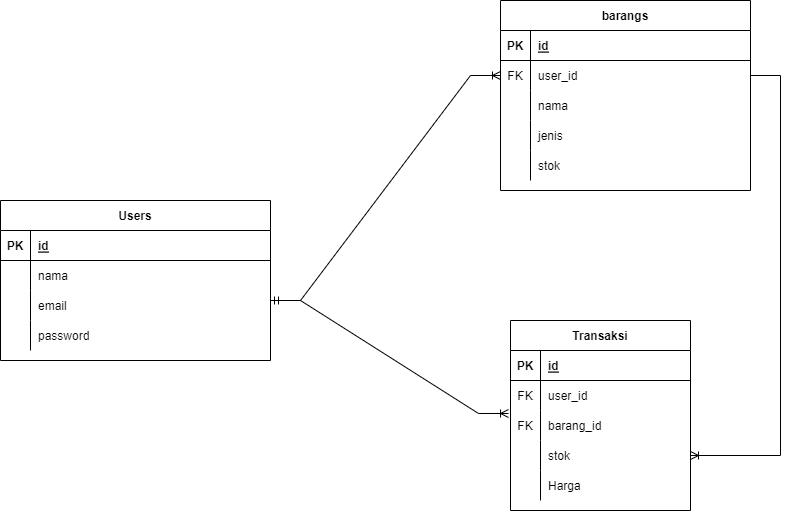 barangs
PK id
FK user_id
nama
jenis
stok
Users
PK id
nama
email
password
Transaksi
PK id
FK user_id
FK barang_id
stok
Harga